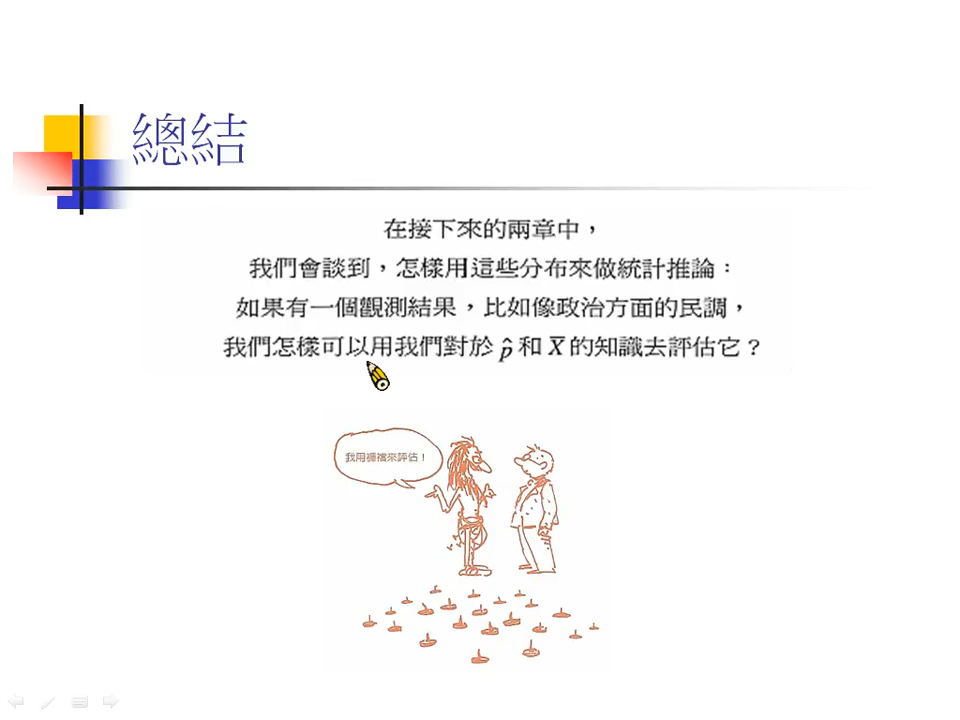 總結
在接下來的兩章中，
我們會談到，怎樣用這些分布來做統計推論：
如果有一個觀測結果，比如像政治方面的民調，
我們怎樣可以用我們對於 p̂ 和 X̄ 的知識去評估它？
我用褲襠來評估！